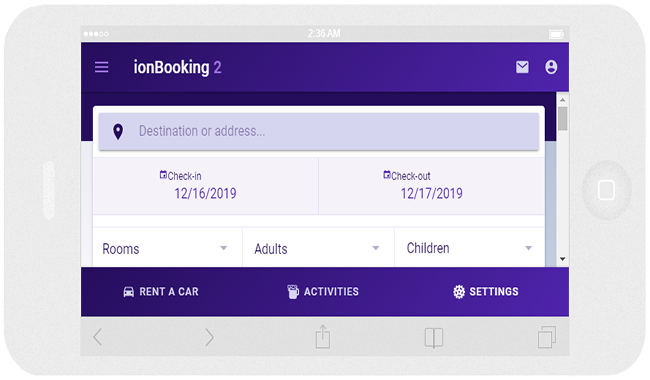 2:36 AM
ionBooking 2
Destination or address...
Check-in Check-out
12/16/2019 12/17/2019
Rooms Adults Children
RENT A CAR ACTIVITIES SETTINGS